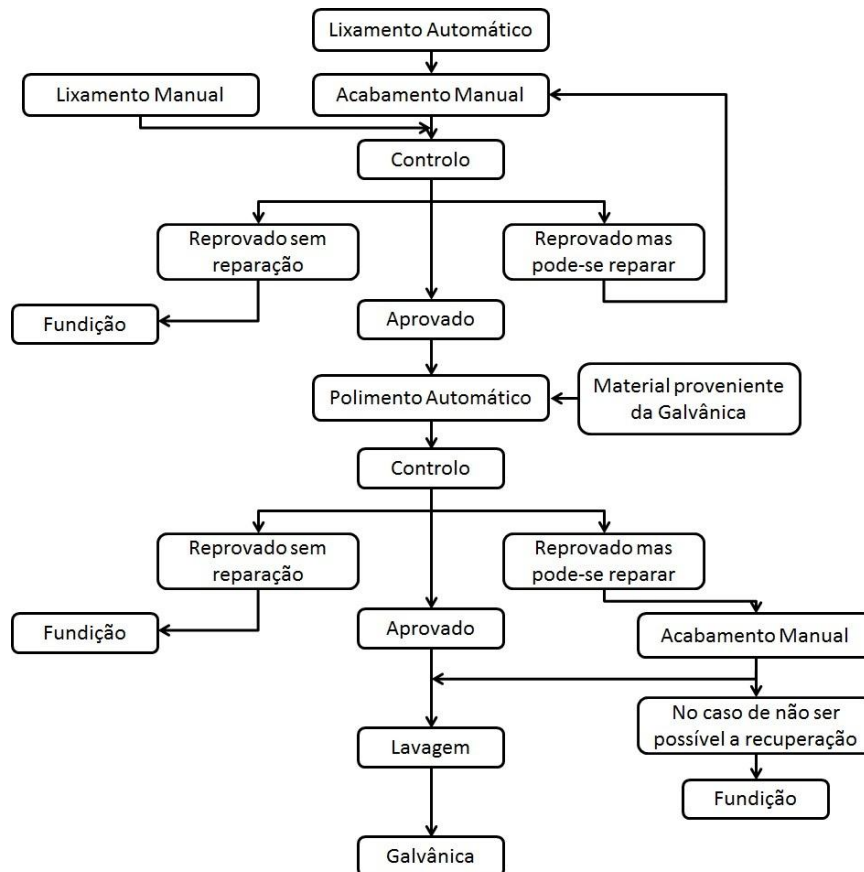 Lixamento Automático
Lixamento Manual
Acabamento Manual
Controlo
Reprovado sem
reparação
Reprovado mas
pode-se reparar
Fundição
Aprovado
Polimento Automático
Material proveniente
da Galvânica
Controlo
Reprovado sem
reparação
Reprovado mas
pode-se reparar
Fundição
Aprovado
Acabamento Manual
No caso de não ser
possível a recuperação
Lavagem
Fundição
Galvânica